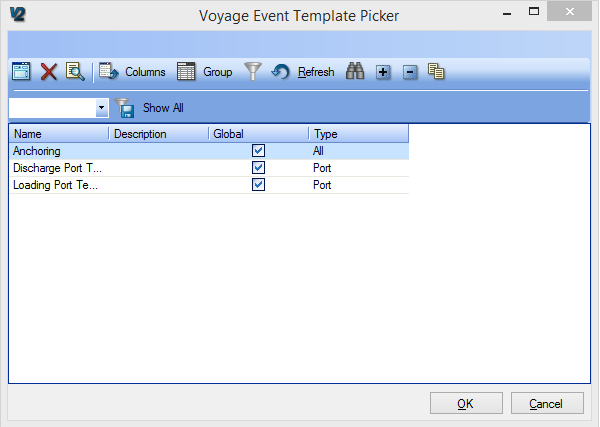 V2 Voyage Event Template Picker
Columns Group Refresh
Show All
Name Description Global Type
Anchoring All
Discharge Port T... Port
Loading Port Te... Port
OK Cancel